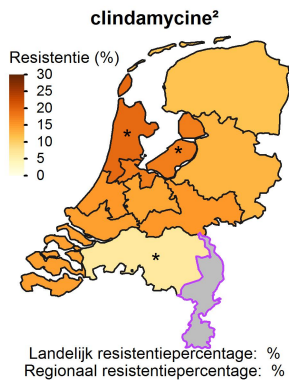 clindamycine²
Resistentie (%)
30
25
20
15
10
5
0
*
*
*
Landelijk resistentiepercentage: %
Regionaal resistentiepercentage: %